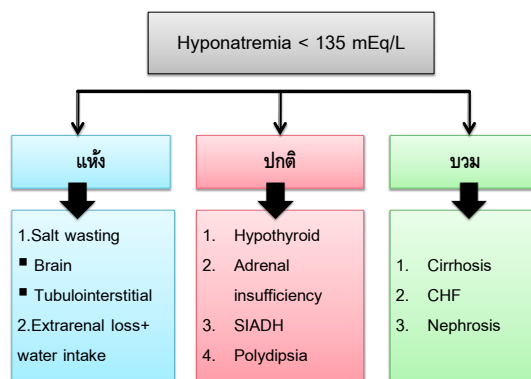 Hyponatremia < 135 mEq/L
แห้ง
ปกติ
บวม
1.Salt wasting
▪ Brain
▪ Tubulointerstitial
2.Extrarenal loss+
water intake
1. Hypothyroid
2. Adrenal
insufficiency
3. SIADH
4. Polydipsia
1. Cirrhosis
2. CHF
3. Nephrosis